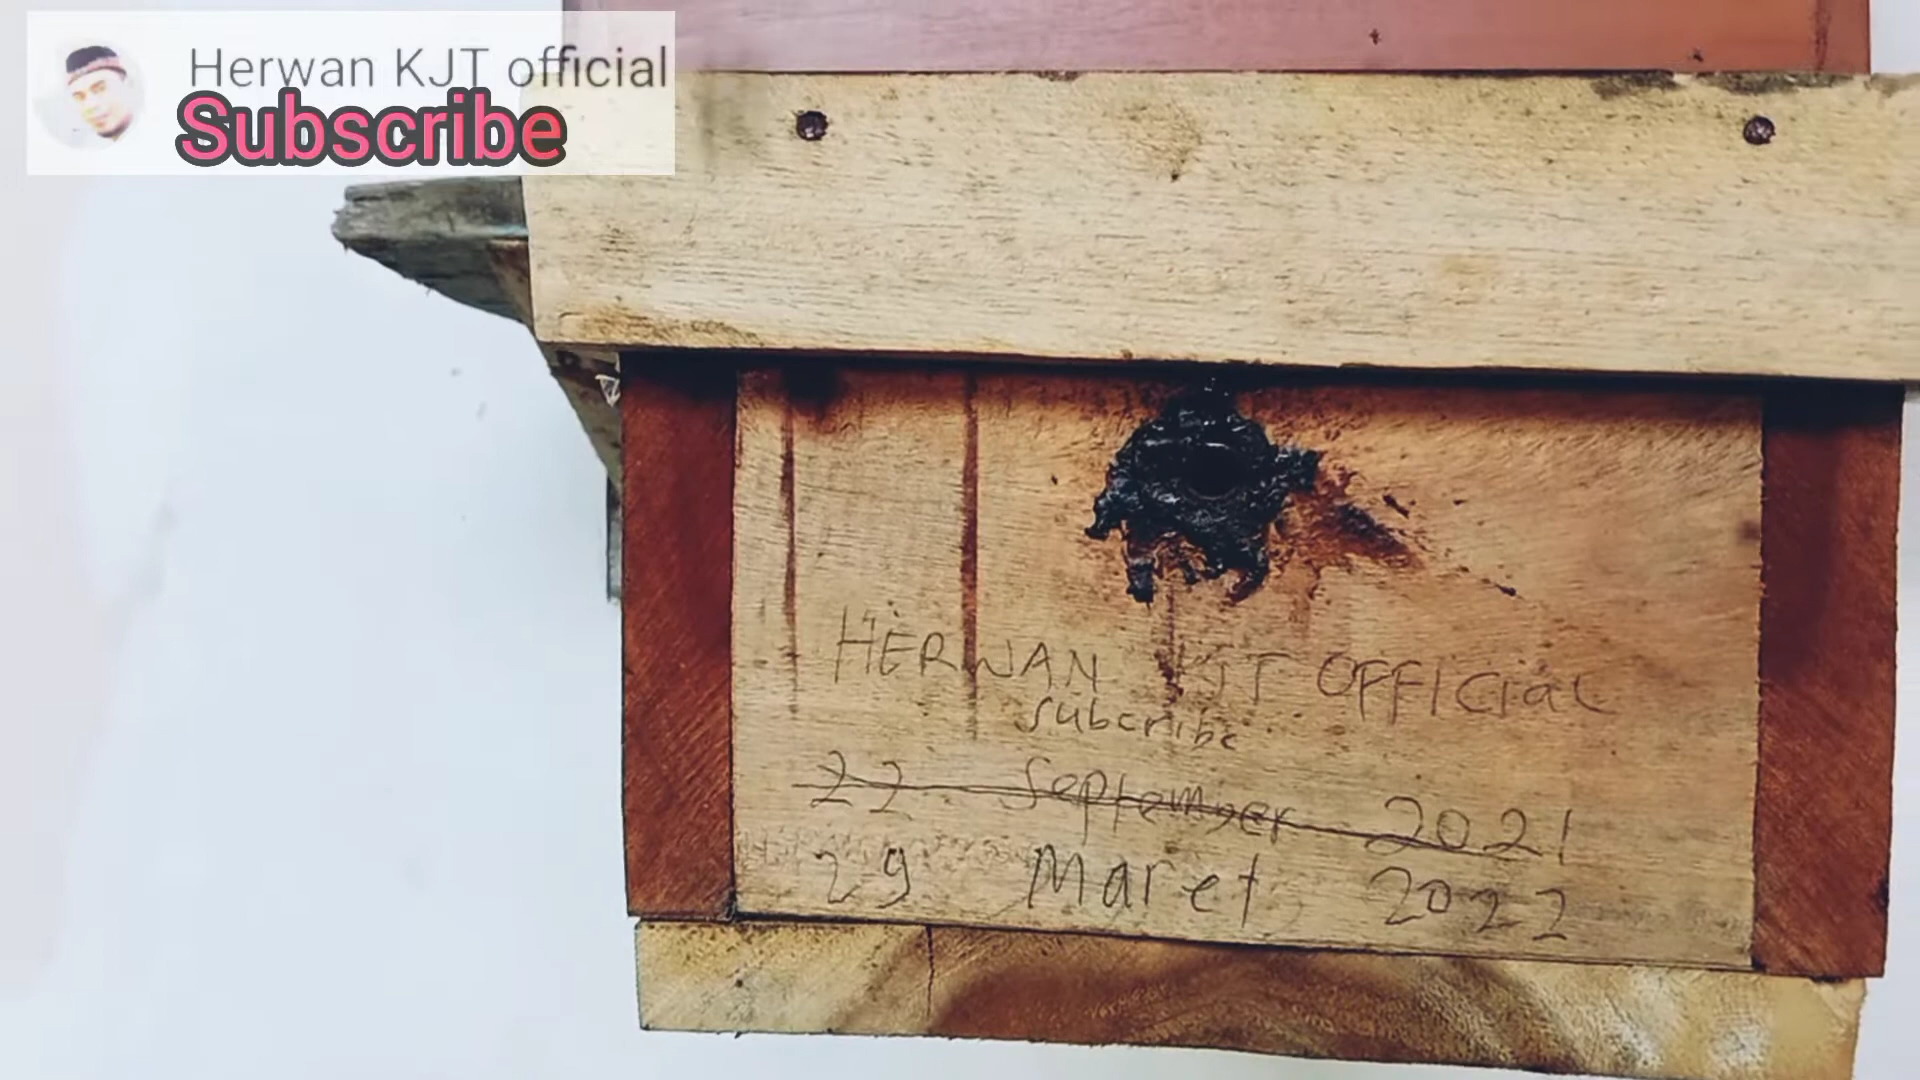 Herwan KJT official
Subscribe
HERWAN KJT OFFICIAL
Subcribe
22 September 2021
29 Maret 2022